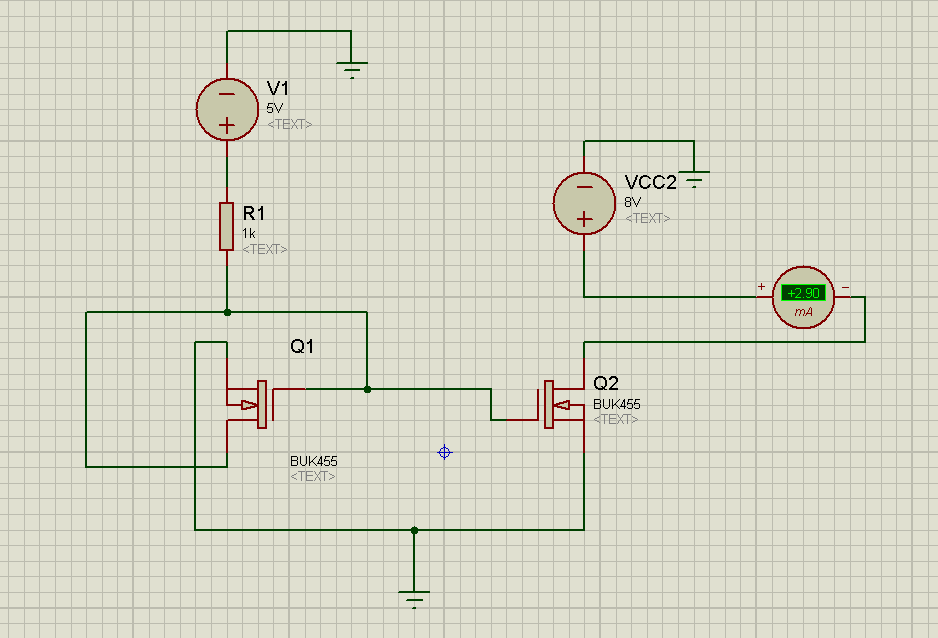 V1
5V
<TEXT>
R1
1k
<TEXT>
VCC2
8V
<TEXT>
+
−
+2.90
mA
Q1
BUK455
<TEXT>
Q2
BUK455
<TEXT>